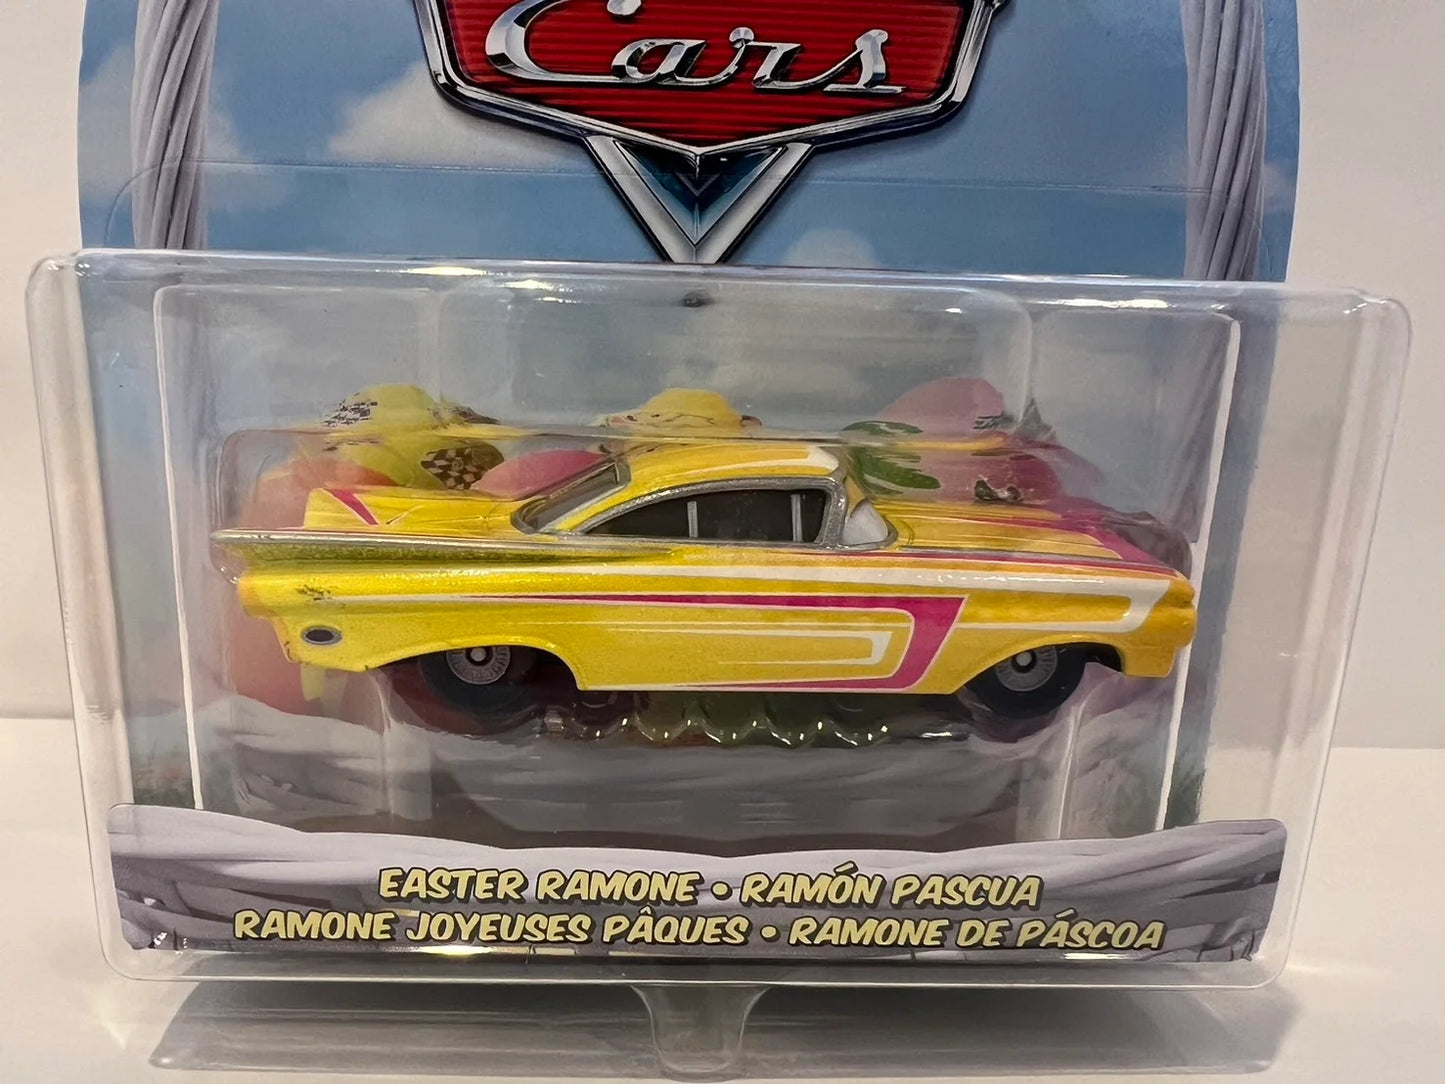 Cars
EASTER RAMONE • RAMÓN PASCUA
RAMONE JOYEUSES PÂQUES • RAMONE DE PÁSCOA